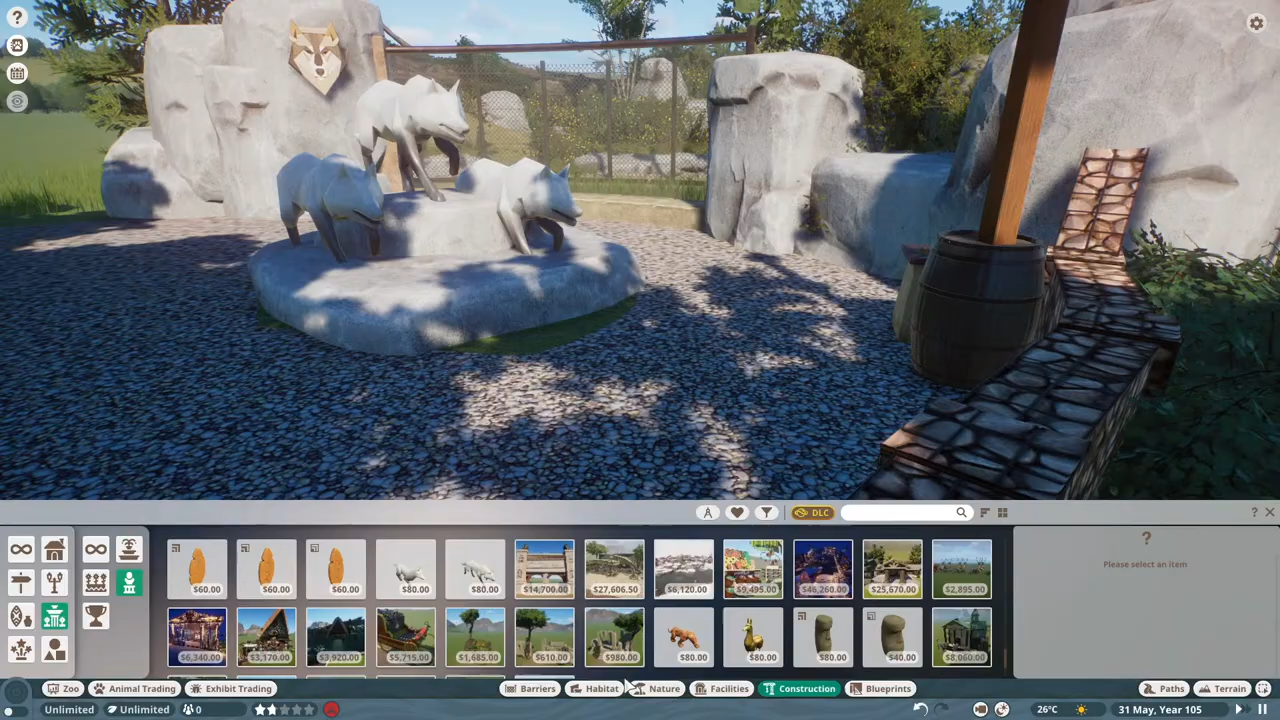 ?
DLC
? ×
$60.00 $60.00 $60.00 $80.00 $80.00 $14,700.00 $27,606.50 $6,120.00 $9,495.00 $46,260.00 $25,670.00 $2,895.00
?
Please select an item
$6,340.00 $3,170.00 $3,920.00 $5,715.00 $1,685.00 $610.00 $980.00 $80.00 $80.00 $80.00 $40.00 $8,060.00
Zoo Animal Trading Exhibit Trading Barriers Habitat Nature Facilities Construction Blueprints Paths Terrain
Unlimited Unlimited 0 26°C 31 May, Year 105